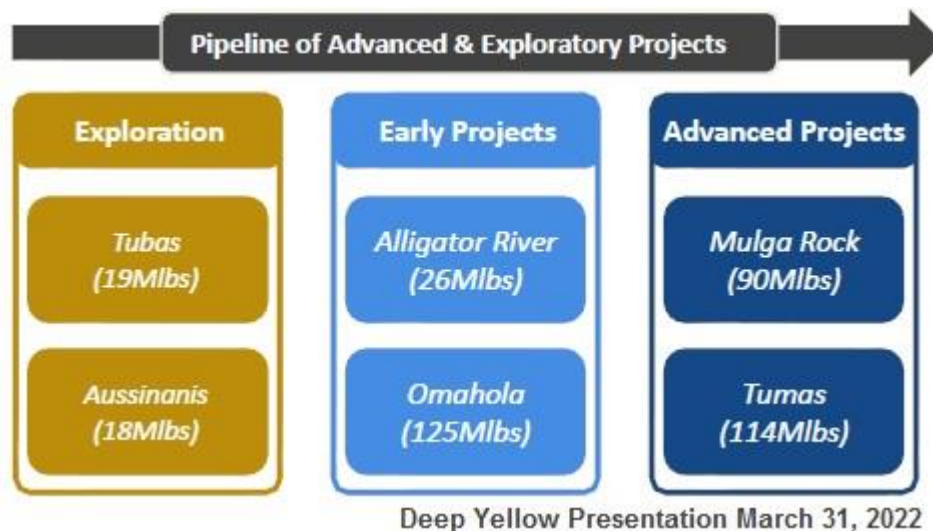 Pipeline of Advanced & Exploratory Projects
Exploration
Tubas
(19Mlbs)
Aussinanis
(18Mlbs)
Early Projects
Alligator River
(26Mlbs)
Omahola
(125Mlbs)
Advanced Projects
Mulga Rock
(90Mlbs)
Tumas
(114Mlbs)
Deep Yellow Presentation March 31, 2022